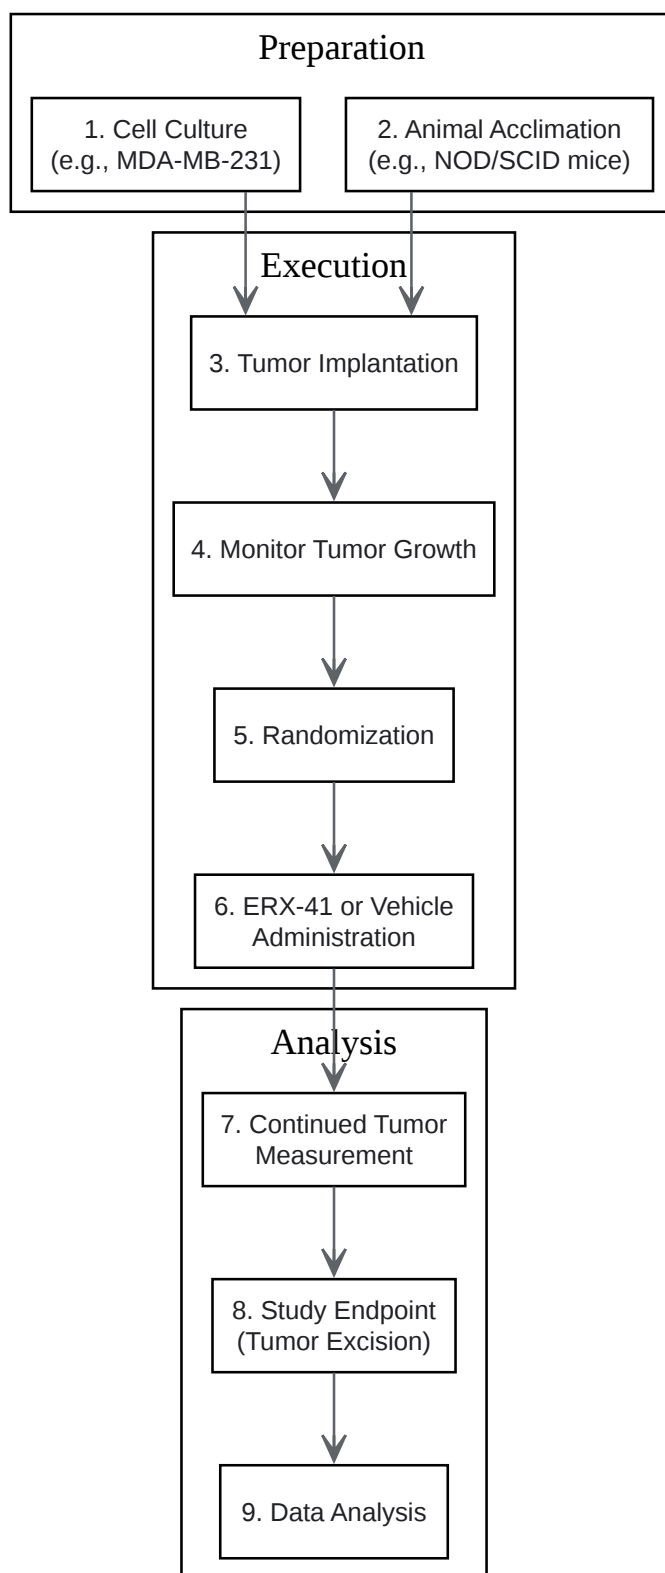 Preparation
1. Cell Culture
(e.g., MDA-MB-231)
2. Animal Acclimation
(e.g., NOD/SCID mice)
Execution
3. Tumor Implantation
4. Monitor Tumor Growth
5. Randomization
6. ERX-41 or Vehicle
Administration
Analysis
7. Continued Tumor
Measurement
8. Study Endpoint
(Tumor Excision)
9. Data Analysis